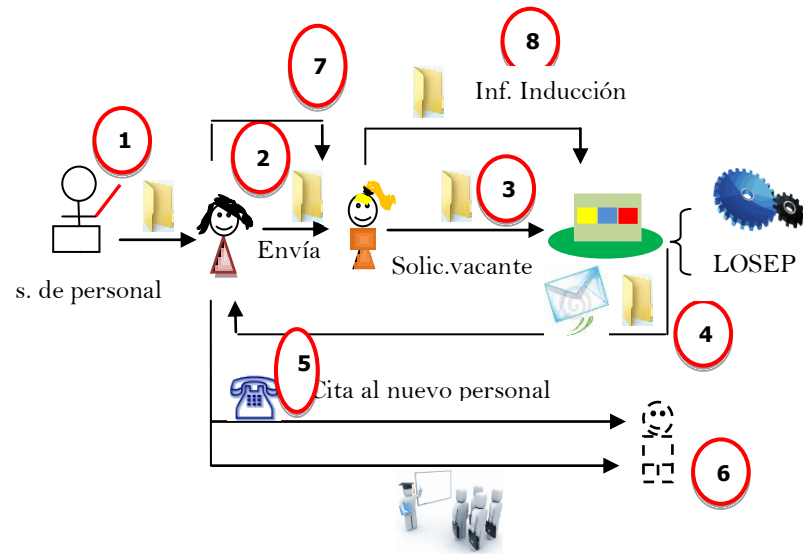 8
7
Inf. Inducción
1
2
3
Envía
Solic.vacante
LOSEP
s. de personal
4
5
Cita al nuevo personal
6